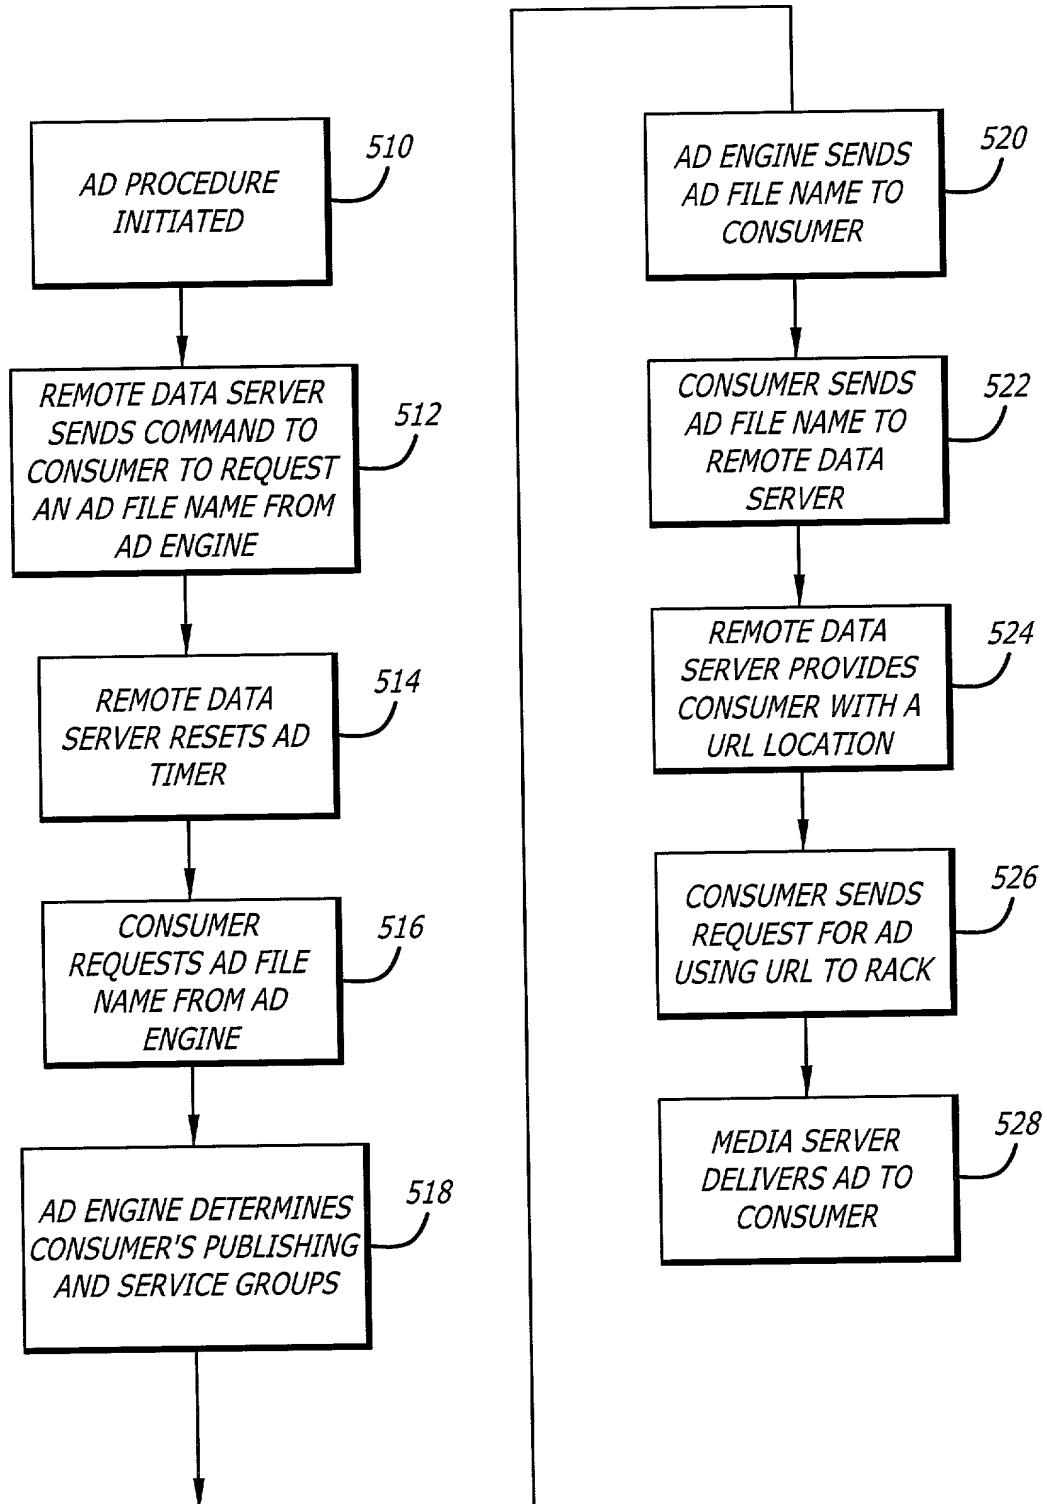 AD PROCEDURE
INITIATED
510
REMOTE DATA SERVER
SENDS COMMAND TO
CONSUMER TO REQUEST
AN AD FILE NAME FROM
AD ENGINE
512
REMOTE DATA
SERVER RESETS AD
TIMER
514
CONSUMER
REQUESTS AD FILE
NAME FROM AD
ENGINE
516
AD ENGINE DETERMINES
CONSUMER'S PUBLISHING
AND SERVICE GROUPS
518
AD ENGINE SENDS
AD FILE NAME TO
CONSUMER
520
CONSUMER SENDS
AD FILE NAME TO
REMOTE DATA
SERVER
522
REMOTE DATA
SERVER PROVIDES
CONSUMER WITH A
URL LOCATION
524
CONSUMER SENDS
REQUEST FOR AD
USING URL TO RACK
526
MEDIA SERVER
DELIVERS AD TO
CONSUMER
528